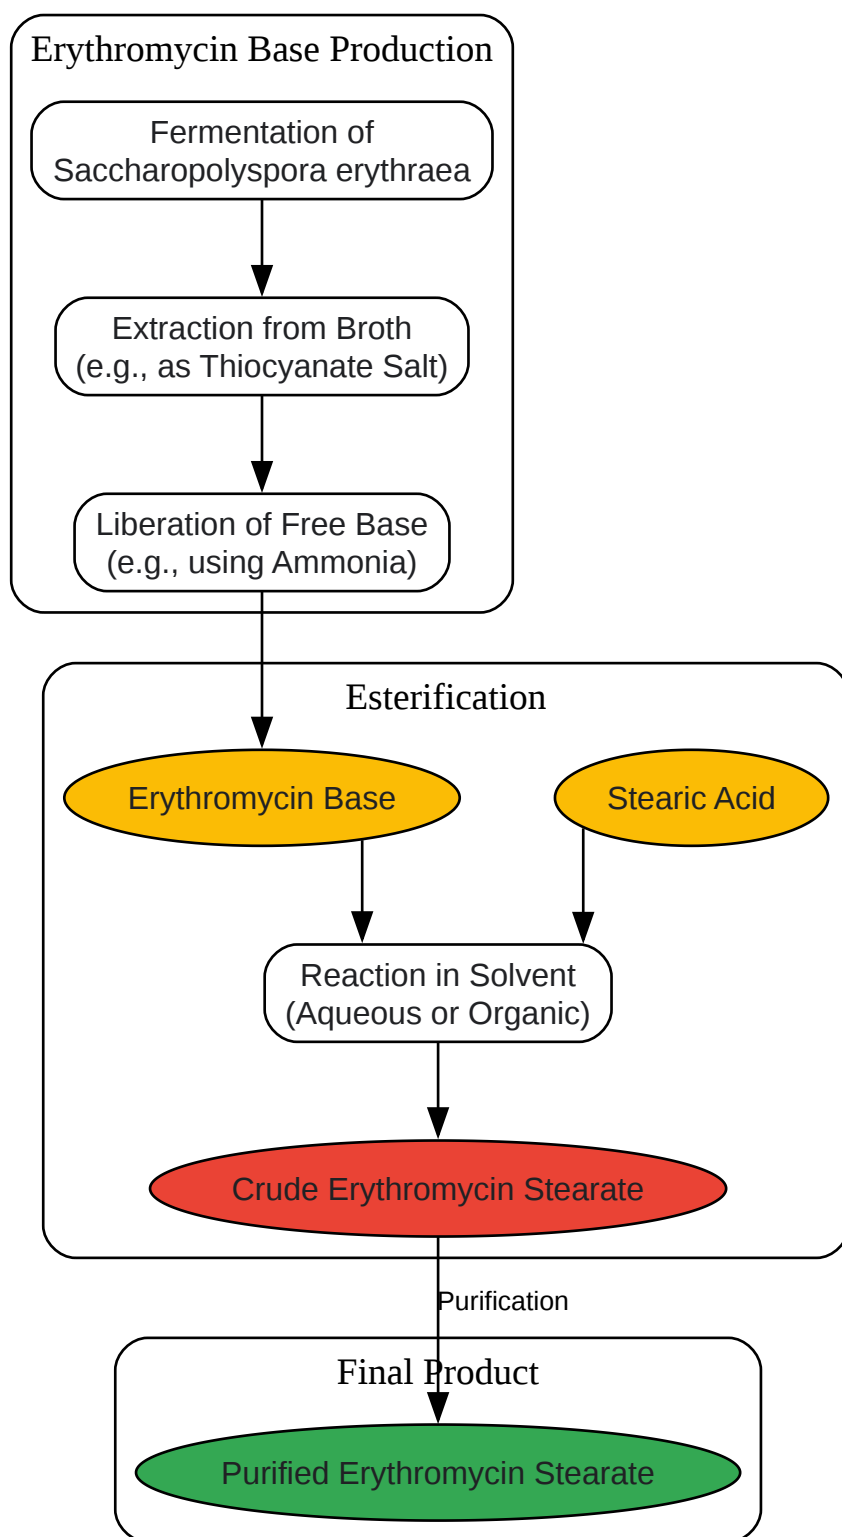 Erythromycin Base Production
Fermentation of
Saccharopolyspora erythraea
Extraction from Broth
(e.g., as Thiocyanate Salt)
Liberation of Free Base
(e.g., using Ammonia)
Esterification
Erythromycin Base
Stearic Acid
Reaction in Solvent
(Aqueous or Organic)
Crude Erythromycin Stearate
Purification
Final Product
Purified Erythromycin Stearate